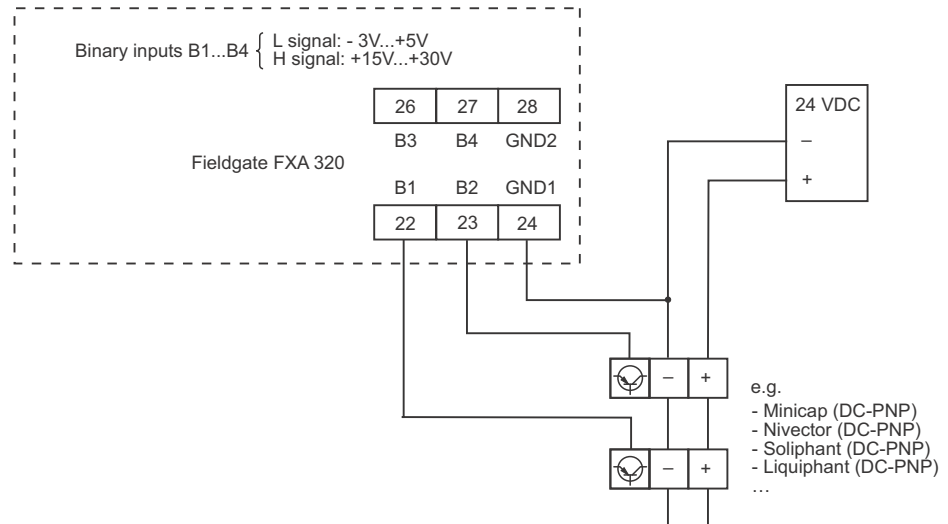 Binary inputs B1...B4 { L signal: - 3V...+5V
H signal: +15V...+30V
24 VDC
–
+
26 27 28
B3 B4 GND2
Fieldgate FXA 320
B1 B2 GND1
22 23 24
– +
e.g.
- Minicap (DC-PNP)
- Nivector (DC-PNP)
- Soliphant (DC-PNP)
- Liquiphant (DC-PNP)
...
– +